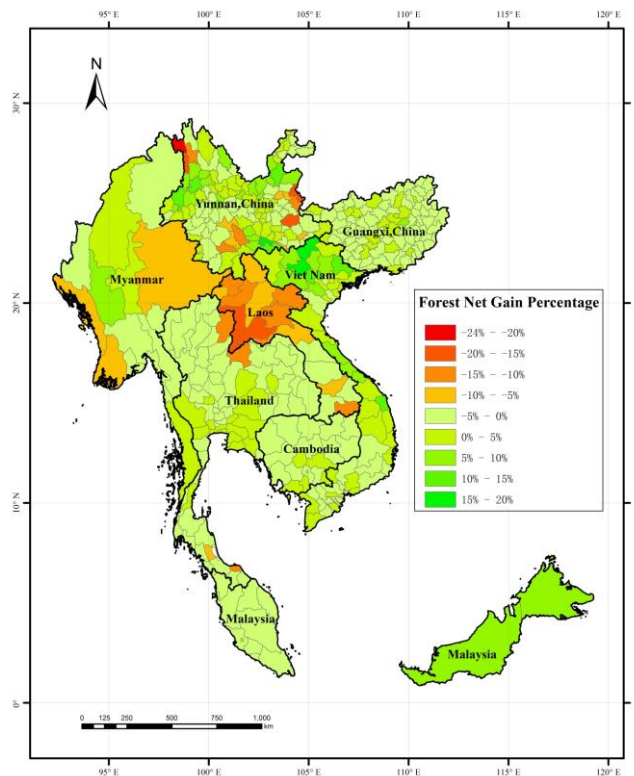 95° E 100° E 105° E 110° E 115° E 120° E
N
30° N
Yunnan,China
Guangxi,China
Myanmar
Viet Nam
20° N
Laos
Forest Net Gain Percentage
-24% - -20%
-20% - -15%
-15% - -10%
-10% - -5%
-5% - 0%
0% - 5%
5% - 10%
10% - 15%
15% - 20%
Thailand
Cambodia
10° N
Malaysia
Malaysia
0°
0 125 250 500 750 1,000
km
95° E 100° E 105° E 110° E 115° E 120° E